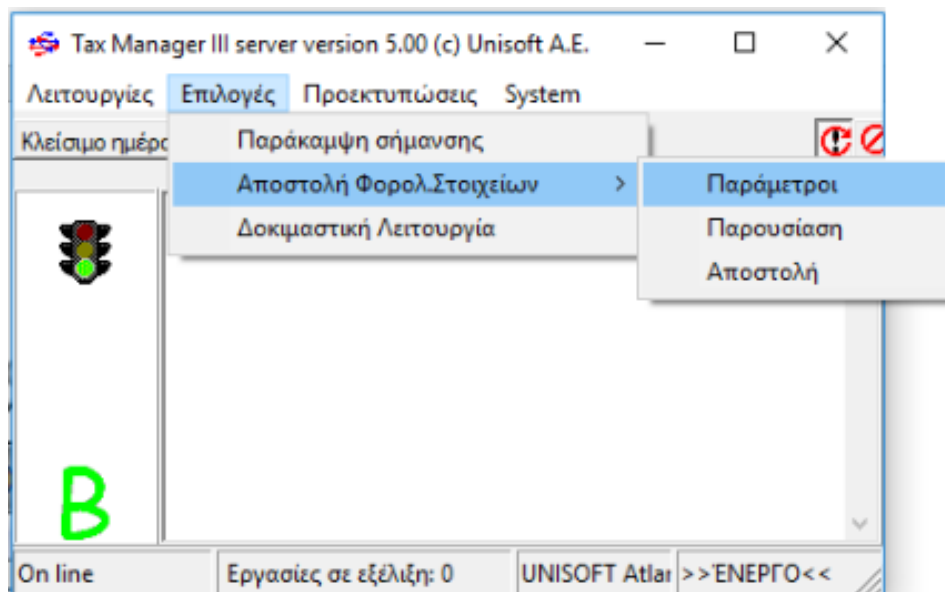 Tax Manager III server version 5.00 (c) Unisoft A.E.
Λειτουργίες Επιλογές Προεκτυπώσεις System
Κλείσιμο ημέρο
Παράκαμψη σήμανσης
Αποστολή Φορολ.Στοιχείων
Δοκιμαστική Λειτουργία
Παράμετροι
Παρουσίαση
Αποστολή
B
On line Εργασίες σε εξέλιξη: 0 UNISOFT Atlar >>ΈΝΕΡΓΟ<<